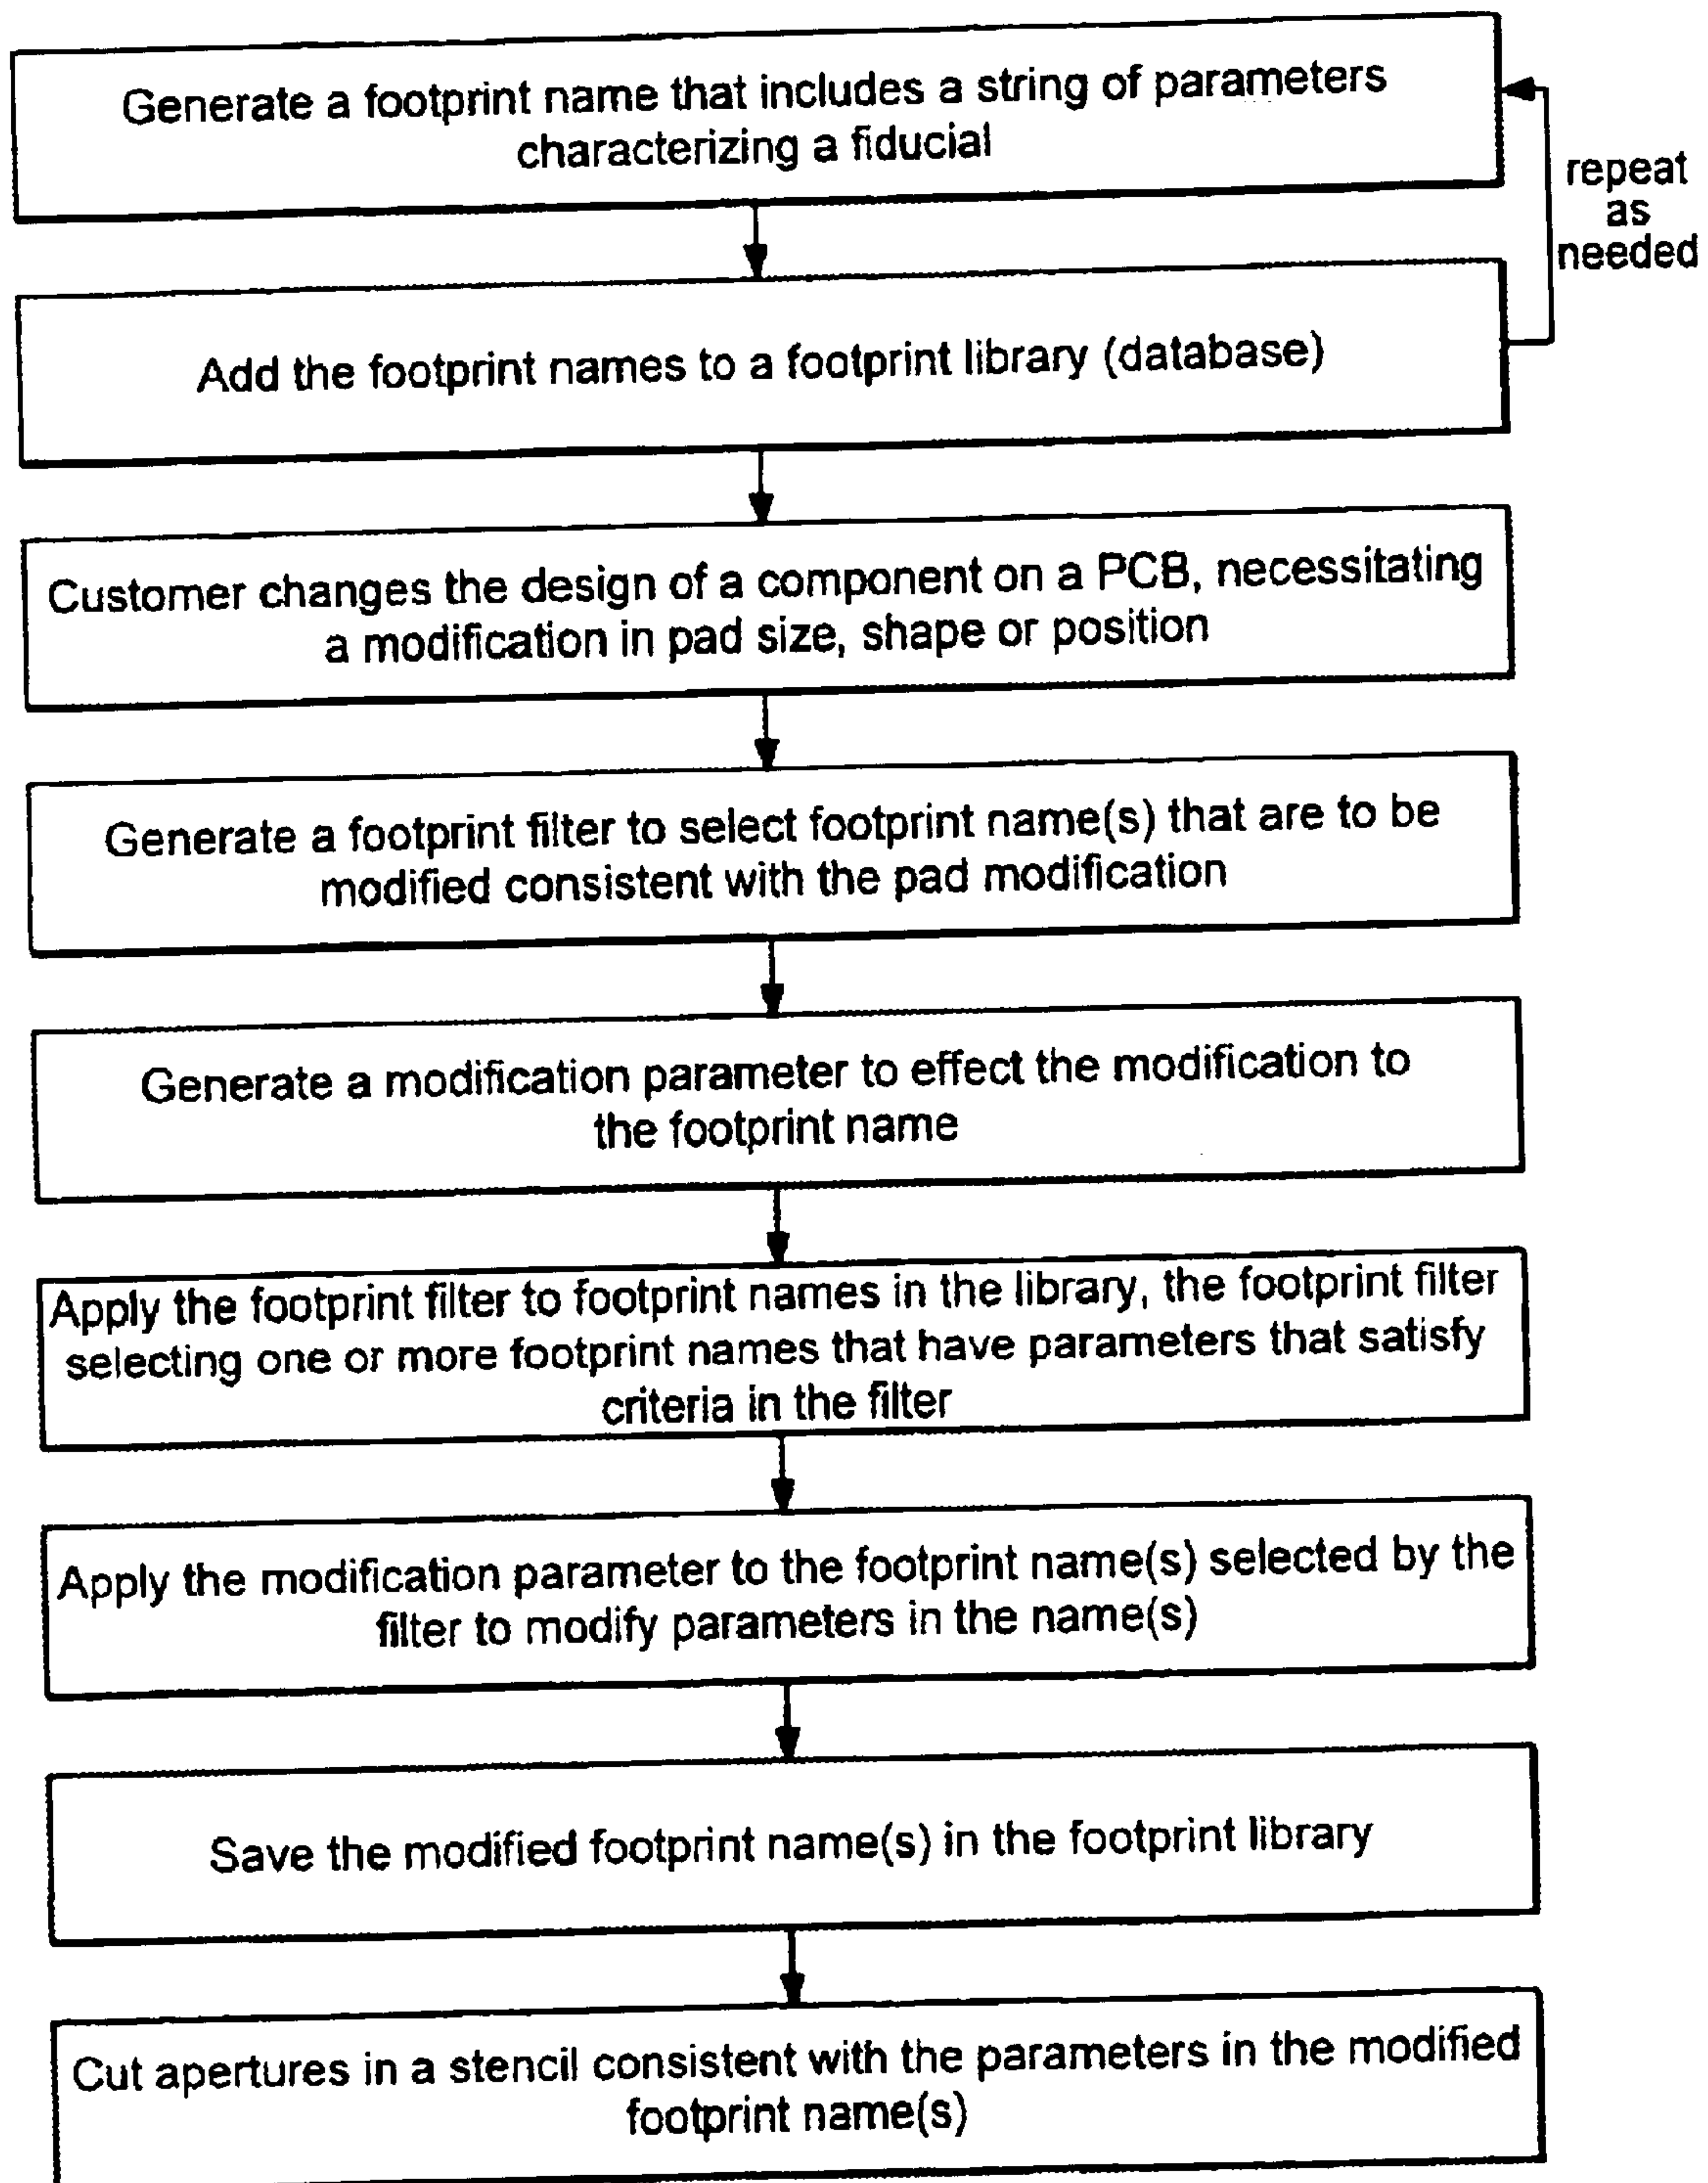 Generate a footprint name that includes a string of parameters
characterizing a fiducial
repeat
as
needed
Add the footprint names to a footprint library (database)
Customer changes the design of a component on a PCB, necessitating
a modification in pad size, shape or position
Generate a footprint filter to select footprint name(s) that are to be
modified consistent with the pad modification
Generate a modification parameter to effect the modification to
the footprint name
Apply the footprint filter to footprint names in the library, the footprint filter
selecting one or more footprint names that have parameters that satisfy
criteria in the filter
Apply the modification parameter to the footprint name(s) selected by the
filter to modify parameters in the name(s)
Save the modified footprint name(s) in the footprint library
Cut apertures in a stencil consistent with the parameters in the modified
footprint name(s)